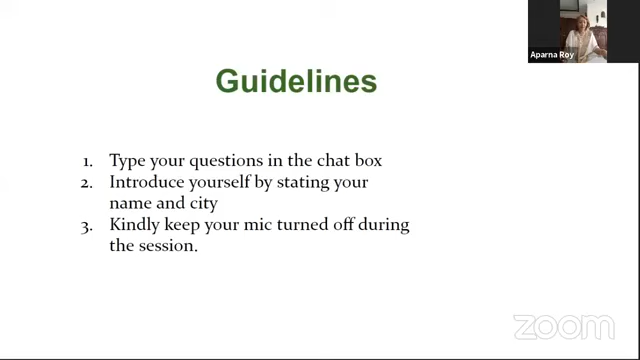 Aparna Roy
Guidelines
1. Type your questions in the chat box
2. Introduce yourself by stating your
name and city
3. Kindly keep your mic turned off during
the session.
zoom